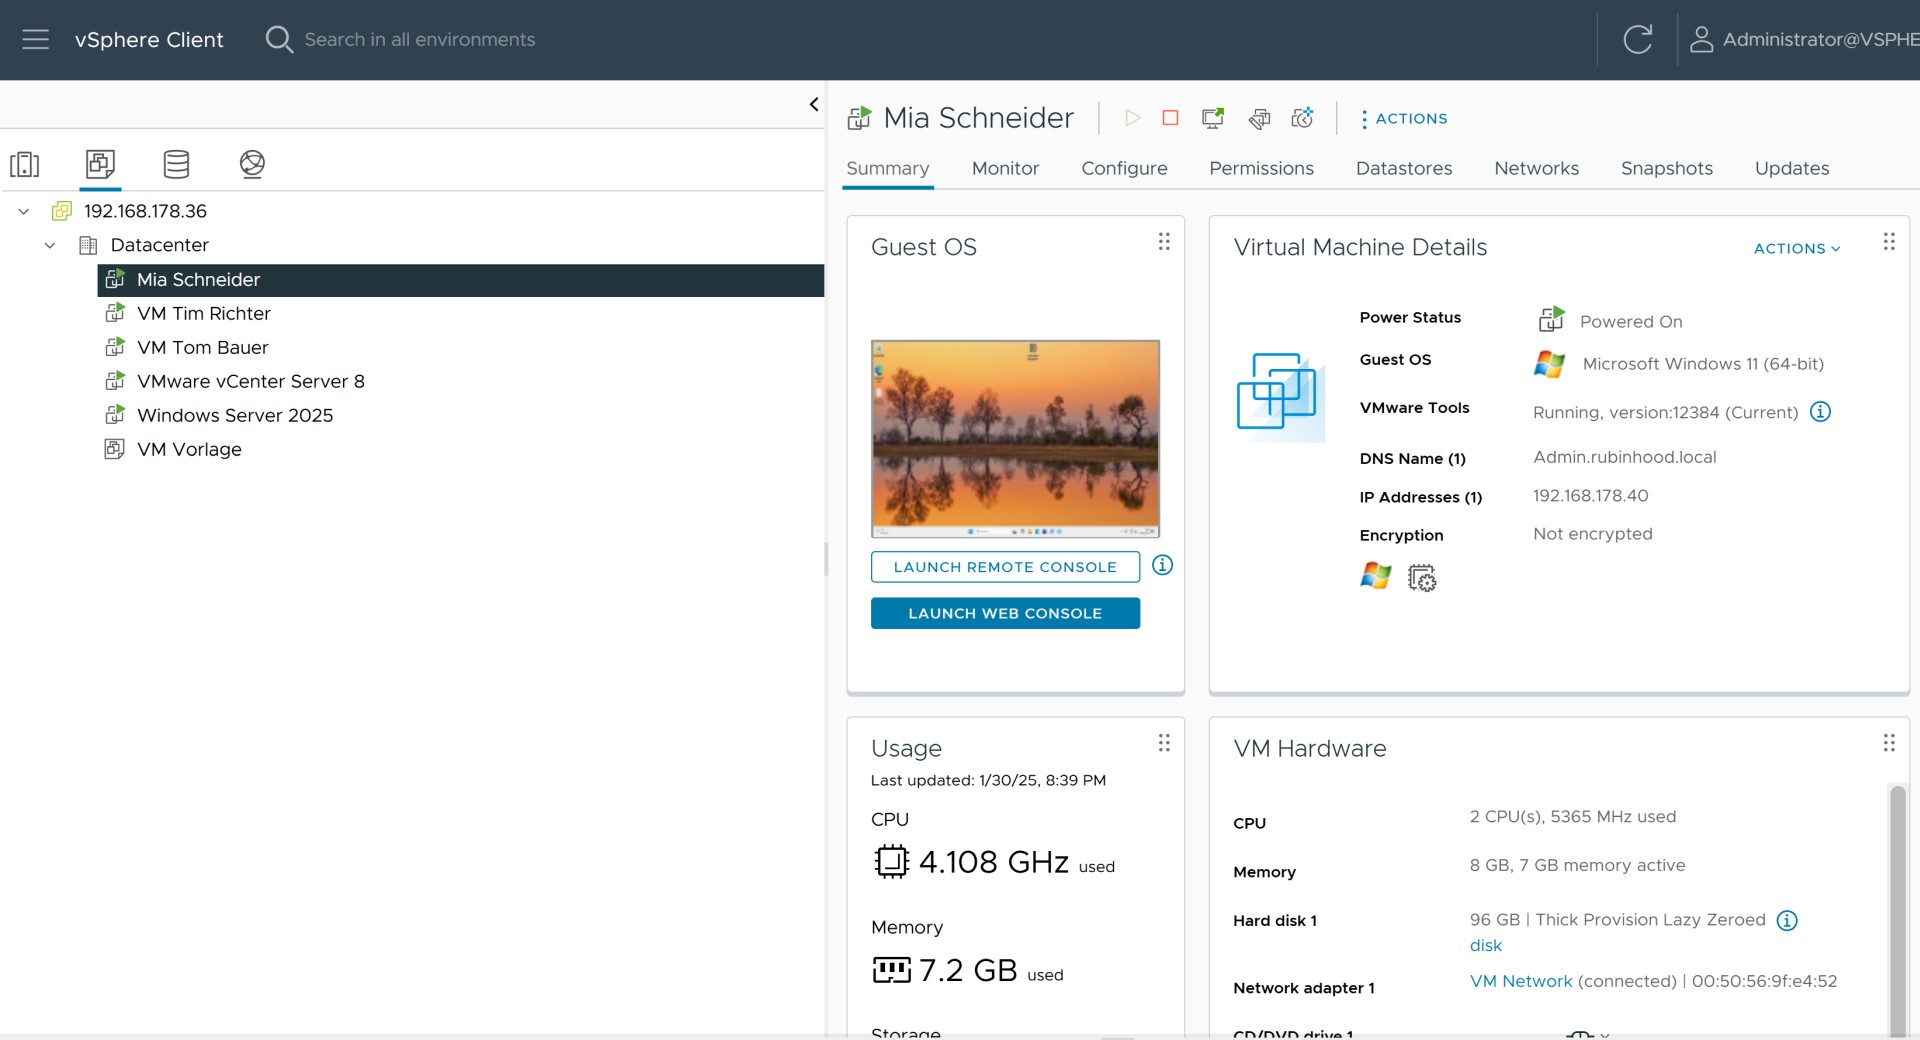 vSphere Client
Search in all environments
Administrator@VSPHE
Mia Schneider
ACTIONS
Summary
Monitor
Configure
Permissions
Datastores
Networks
Snapshots
Updates
192.168.178.36
Datacenter
Mia Schneider
VM Tim Richter
VM Tom Bauer
VMware vCenter Server 8
Windows Server 2025
VM Vorlage
Guest OS
LAUNCH REMOTE CONSOLE
LAUNCH WEB CONSOLE
Virtual Machine Details
ACTIONS
Power Status Powered On
Guest OS Microsoft Windows 11 (64-bit)
VMware Tools Running, version:12384 (Current)
DNS Name (1) Admin.rubinhood.local
IP Addresses (1) 192.168.178.40
Encryption Not encrypted
Usage
Last updated: 1/30/25, 8:39 PM
CPU
4.108 GHz used
Memory
7.2 GB used
Storage
VM Hardware
CPU 2 CPU(s), 5365 MHz used
Memory 8 GB, 7 GB memory active
Hard disk 1 96 GB | Thick Provision Lazy Zeroed
disk
Network adapter 1 VM Network (connected) | 00:50:56:9f:e4:52
CD/DVD drive 1